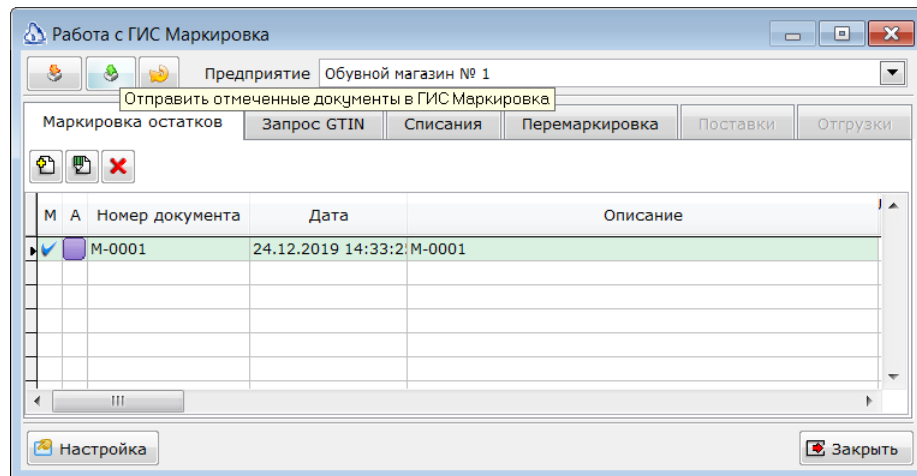 Работа с ГИС Маркировка
Предприятие Обувной магазин № 1
Отправить отмеченные документы в ГИС Маркировка
Маркировка остатков Запрос GTIN Списания Перемаркировка Поставки Отгрузки
М А Номер документа Дата Описание
М-0001 24.12.2019 14:33:2 М-0001
Настройка Закрыть